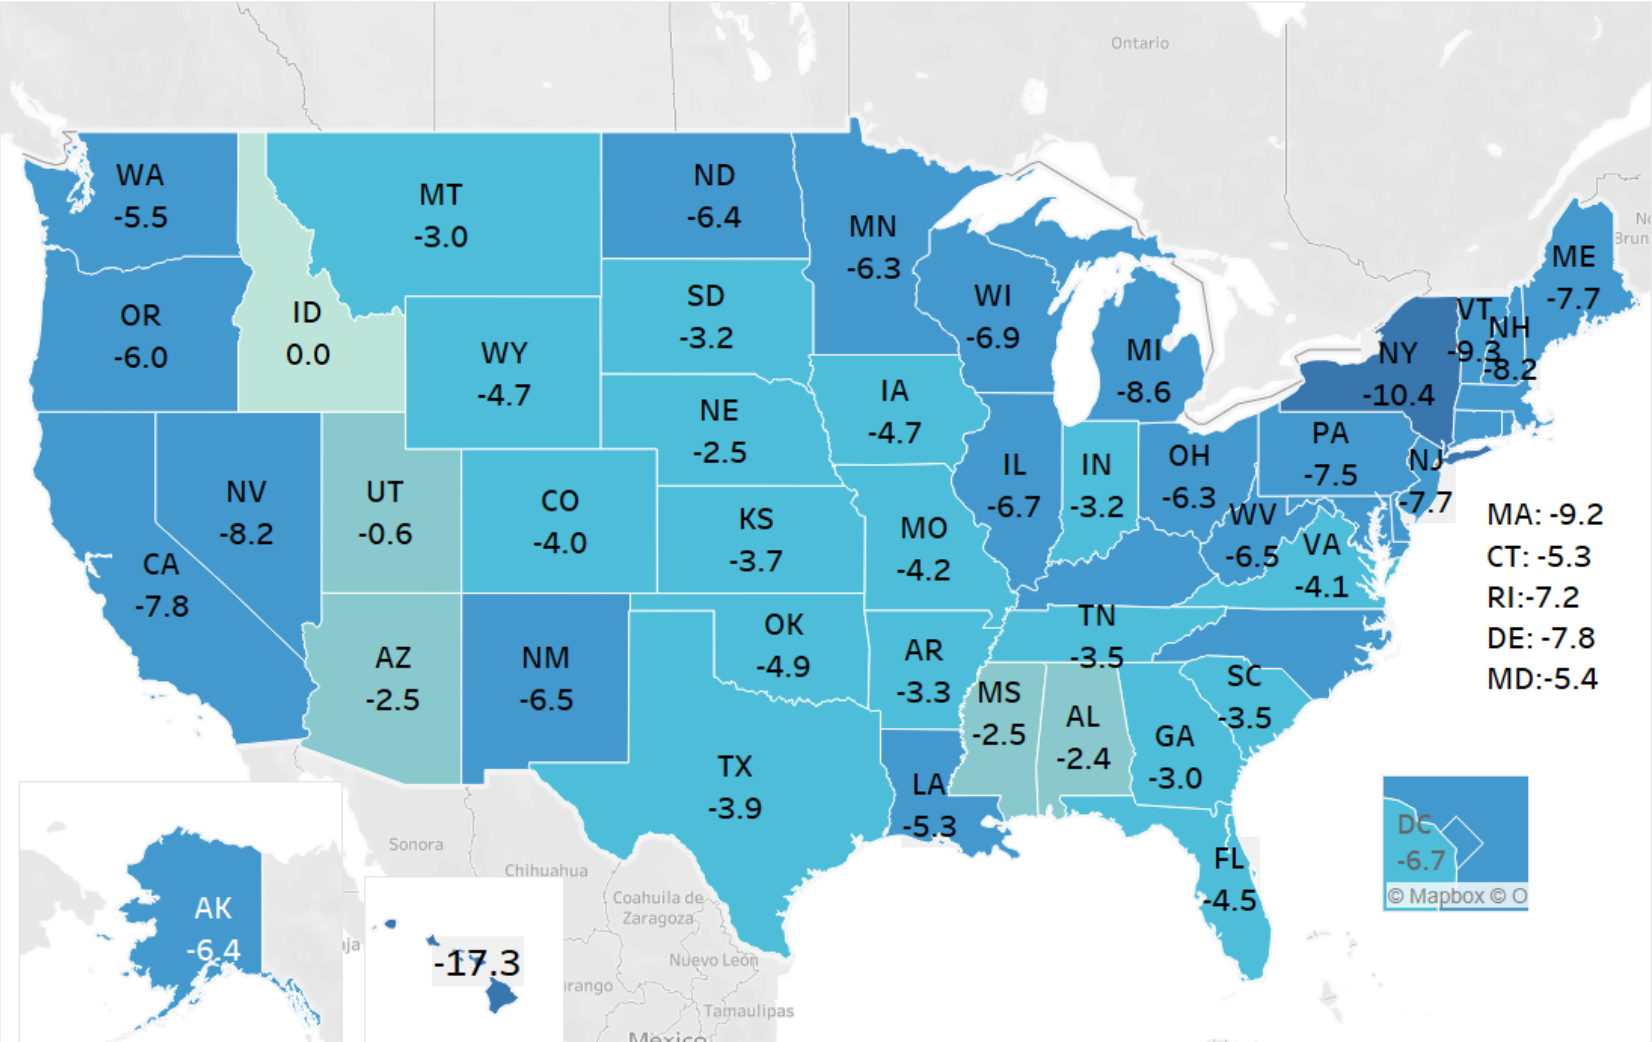 Ontario
WA
-5.5
MT
-3.0
ND
-6.4
MN
-6.3
ME
-7.7
Brun
OR
-6.0
ID
0.0
SD
-3.2
WI
-6.9
VT
-9.3
NH
-8.2
WY
-4.7
MI
-8.6
NY
-10.4
IA
-4.7
NE
-2.5
PA
-7.5
NJ
-7.7
NV
-8.2
UT
-0.6
CO
-4.0
KS
-3.7
MO
-4.2
IL
-6.7
IN
-3.2
OH
-6.3
WV
-6.5
VA
-4.1
MA: -9.2
CT: -5.3
RI:-7.2
DE: -7.8
MD:-5.4
CA
-7.8
AZ
-2.5
NM
-6.5
OK
-4.9
AR
-3.3
TN
-3.5
MS
-2.5
AL
-2.4
GA
-3.0
SC
-3.5
TX
-3.9
LA
-5.3
FL
-4.5
DC
-6.7
© Mapbox © O
Sonora
Chihuahua
Coahuila de
Zaragoza
AK
-6.4
aja
-17.3
urango
Nuevo León
Tamaulipas
México